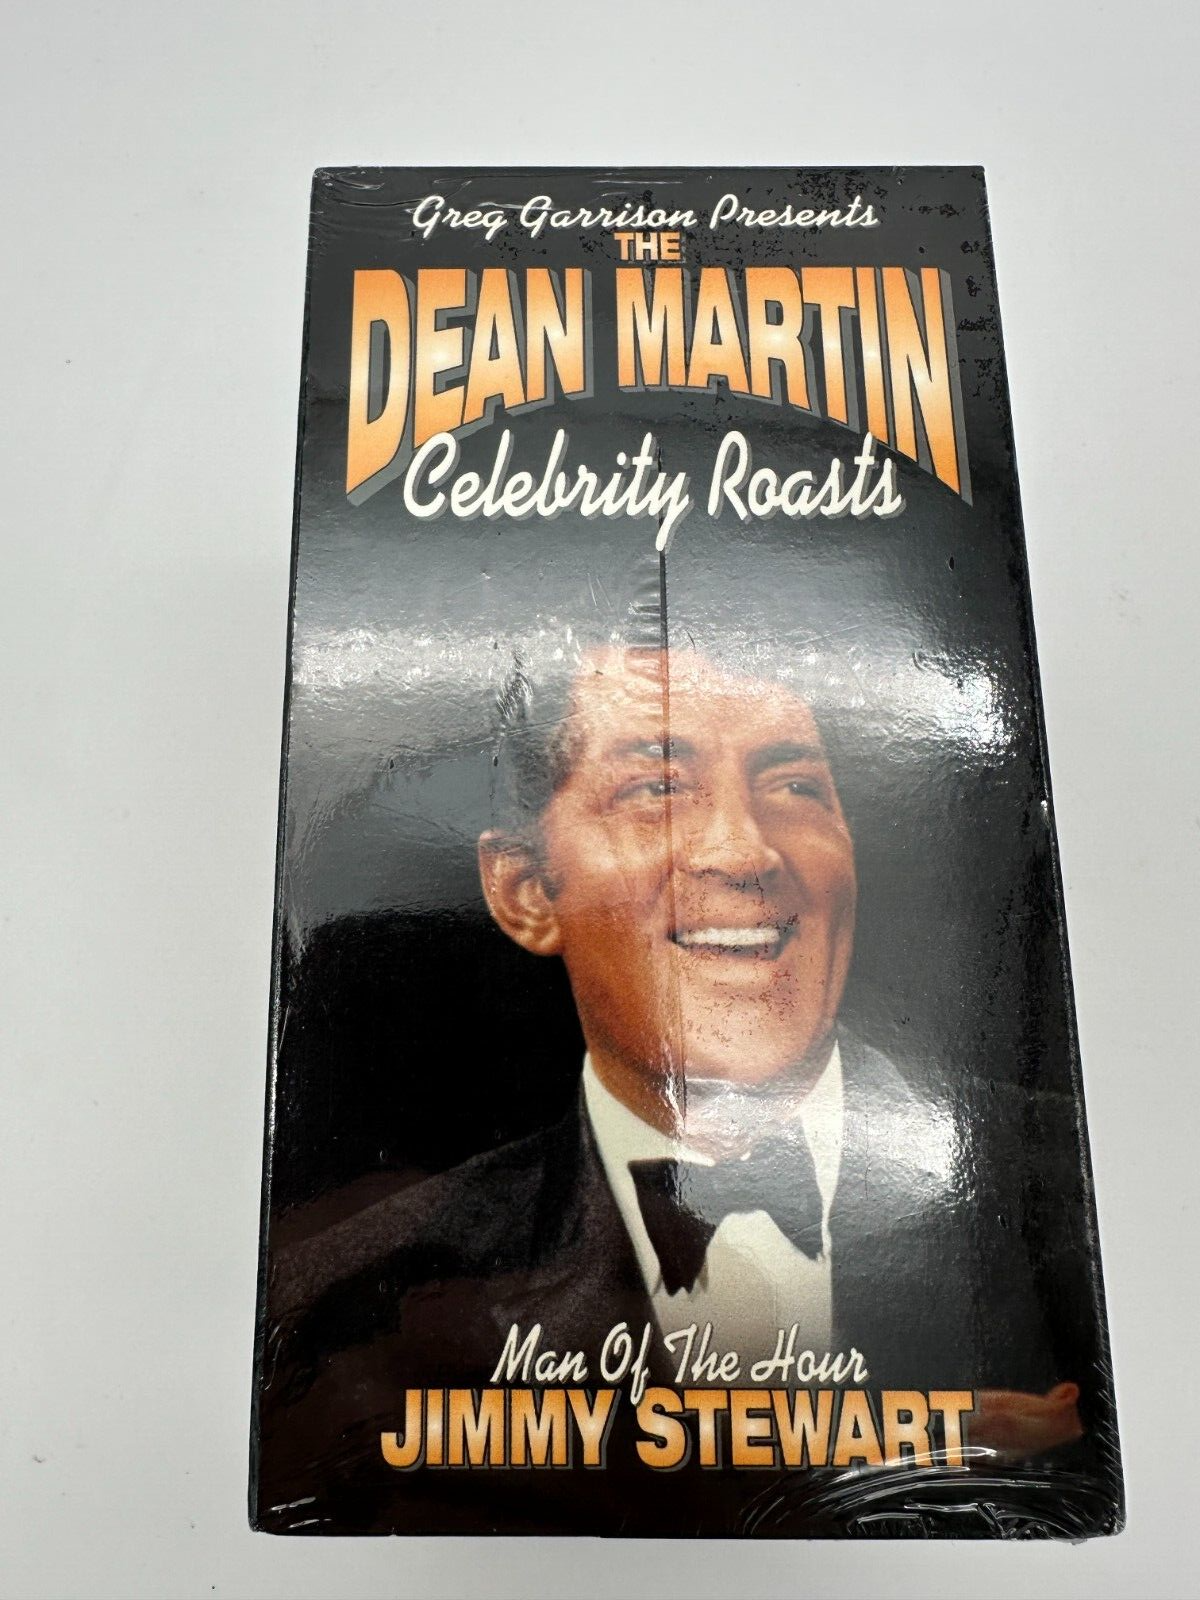 Greg Garrison Presents
THE
DEAN MARTIN
Celebrity Roasts
Man Of The Hour
JIMMY STEWART